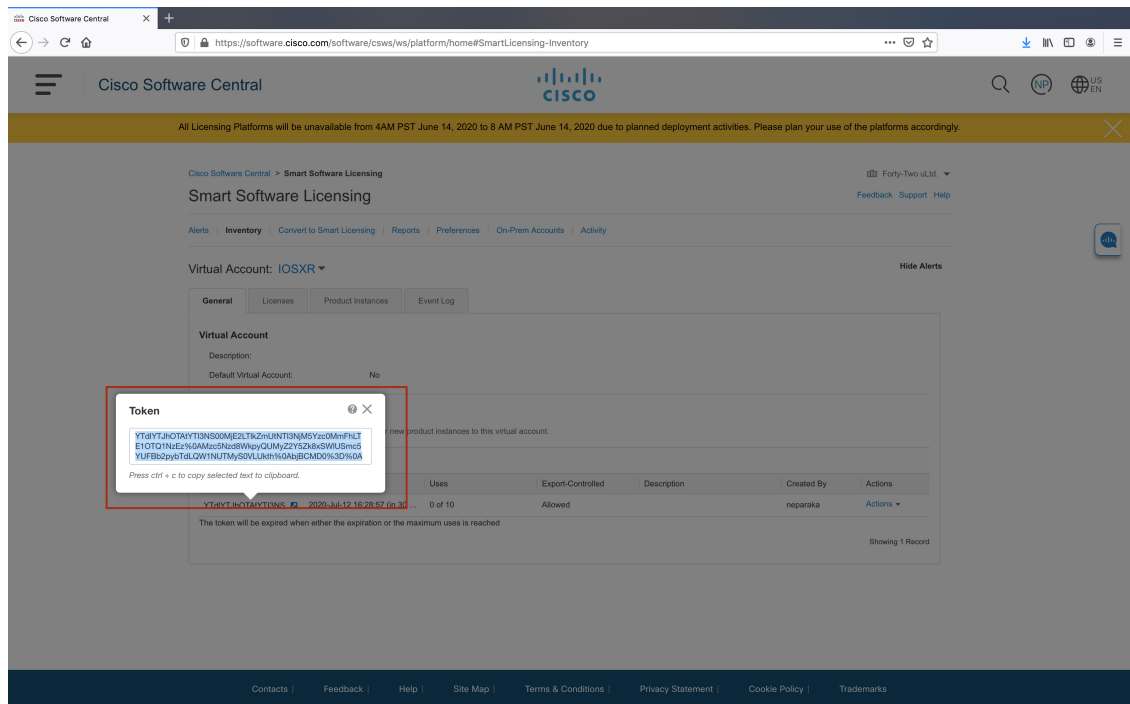 Cisco Software Central
https://software.cisco.com/software/csws/ws/platform/home#SmartLicensing-Inventory
Cisco Software Central
CISCO
NP
US
EN
All Licensing Platforms will be unavailable from 4AM PST June 14, 2020 to 8 AM PST June 14, 2020 due to planned deployment activities. Please plan your use of the platforms accordingly.
Cisco Software Central > Smart Software Licensing
Forty-Two uLtd.
Smart Software Licensing
Feedback Support Help
Alerts | Inventory | Convert to Smart Licensing | Reports | Preferences | On-Prem Accounts | Activity
Virtual Account: IOSXR
Hide Alerts
General Licenses Product Instances Event Log
Virtual Account
Description:
Default Virtual Account: No
Token
new product instances to this virtual account.
YTdlYTJhOTAtYTI3NS00MjE2LTlkZmUtNTI3NjM5Yzc0MmFhLT
E1OTQ1NzEz%0AMzc5Nzd8WkpyQUMyZ2Y5Zk8xSWlUSmc5
YUFBb2pybTdLQW1NUTMyS0VLUkth%0AbjBCMD0%3D%0A
Press ctrl + c to copy selected text to clipboard.
Uses Export-Controlled Description Created By Actions
YTdlYTJhOTAtYTI3NS 2020-Jul-12 16:28:57 (in 30 ... 0 of 10 Allowed neparaka Actions
The token will be expired when either the expiration or the maximum uses is reached
Showing 1 Record
Contacts | Feedback | Help | Site Map | Terms & Conditions | Privacy Statement | Cookie Policy | Trademarks